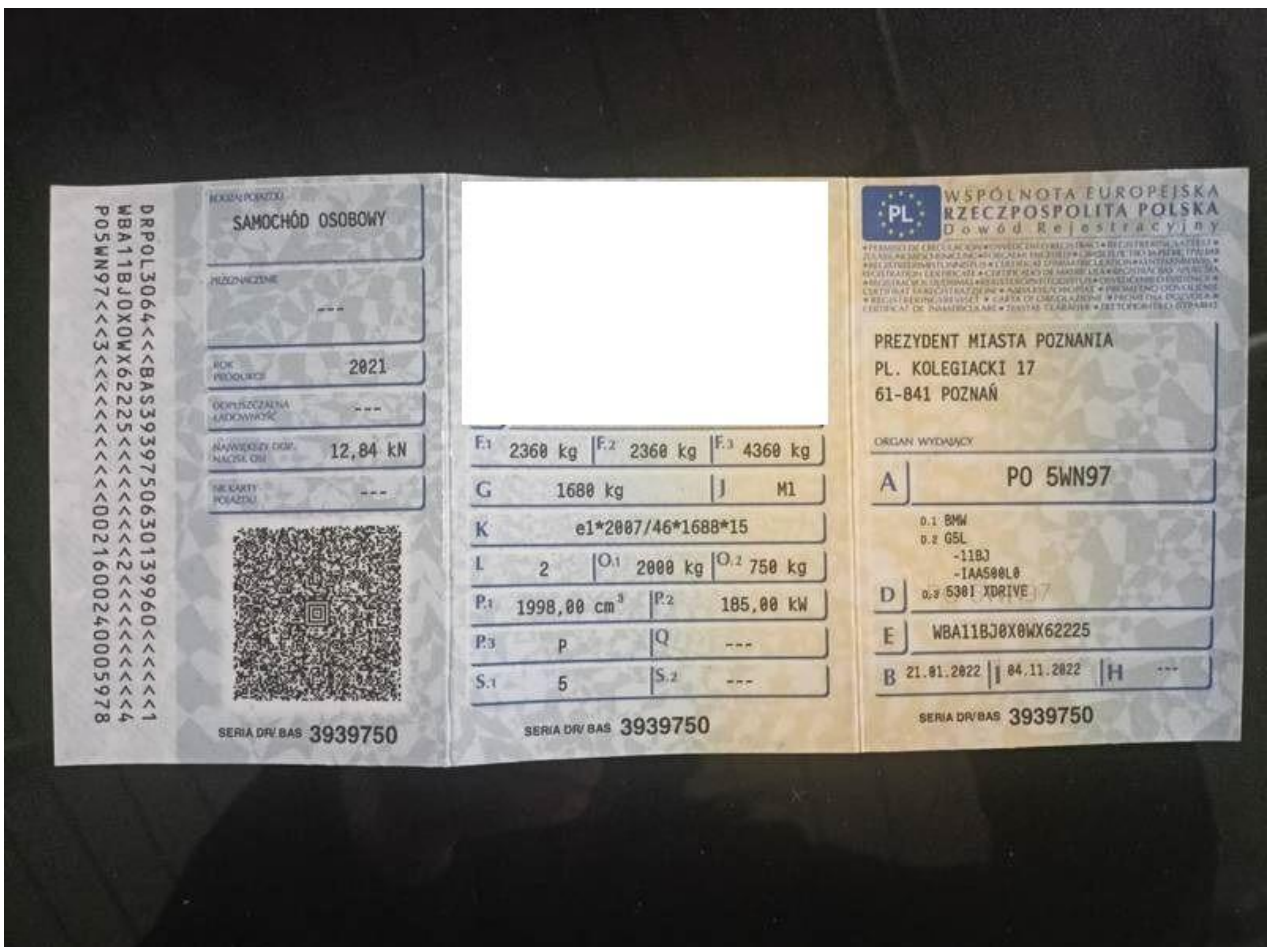 DRPOL3064<<<BAS3939750630139960<<<<<<1
WBA11BJ0X0WX62225<<<<<<<2<<<<<<<<<4
PO5WN97<<<3<<<<<<<<<<0021600240005978
RODZAJ POJAZDU
SAMOCHÓD OSOBOWY
PRZEZNACZENIE
---
ROK PRODUKCJI
2021
DOPUSZCZALNA ŁADOWNOŚĆ
---
NAJWIĘKSZY DOP. NACISK OSI
12,84 kN
NR KARTY POJAZDU
---
SERIA DR/ BAS 3939750
F.1 2360 kg F.2 2360 kg F.3 4360 kg
G 1680 kg J M1
K e1*2007/46*1688*15
L 2 O.1 2000 kg O.2 750 kg
P.1 1998,00 cm³ P.2 185,00 kW
P.3 P Q ---
S.1 5 S.2 ---
SERIA DR/ BAS 3939750
PL
WSPÓLNOTA EUROPEJSKA
RZECZPOSPOLITA POLSKA
Dowód Rejestracyjny
PREZYDENT MIASTA POZNANIA
PL. KOLEGIACKI 17
61-841 POZNAŃ
ORGAN WYDAJĄCY
A PO 5WN97
D.1 BMW
D.2 G5L
-11BJ
-IAA500L0
D D.3 530I XDRIVE
E WBA11BJ0X0WX62225
B 21.01.2022 I 04.11.2022 H ---
SERIA DR/ BAS 3939750